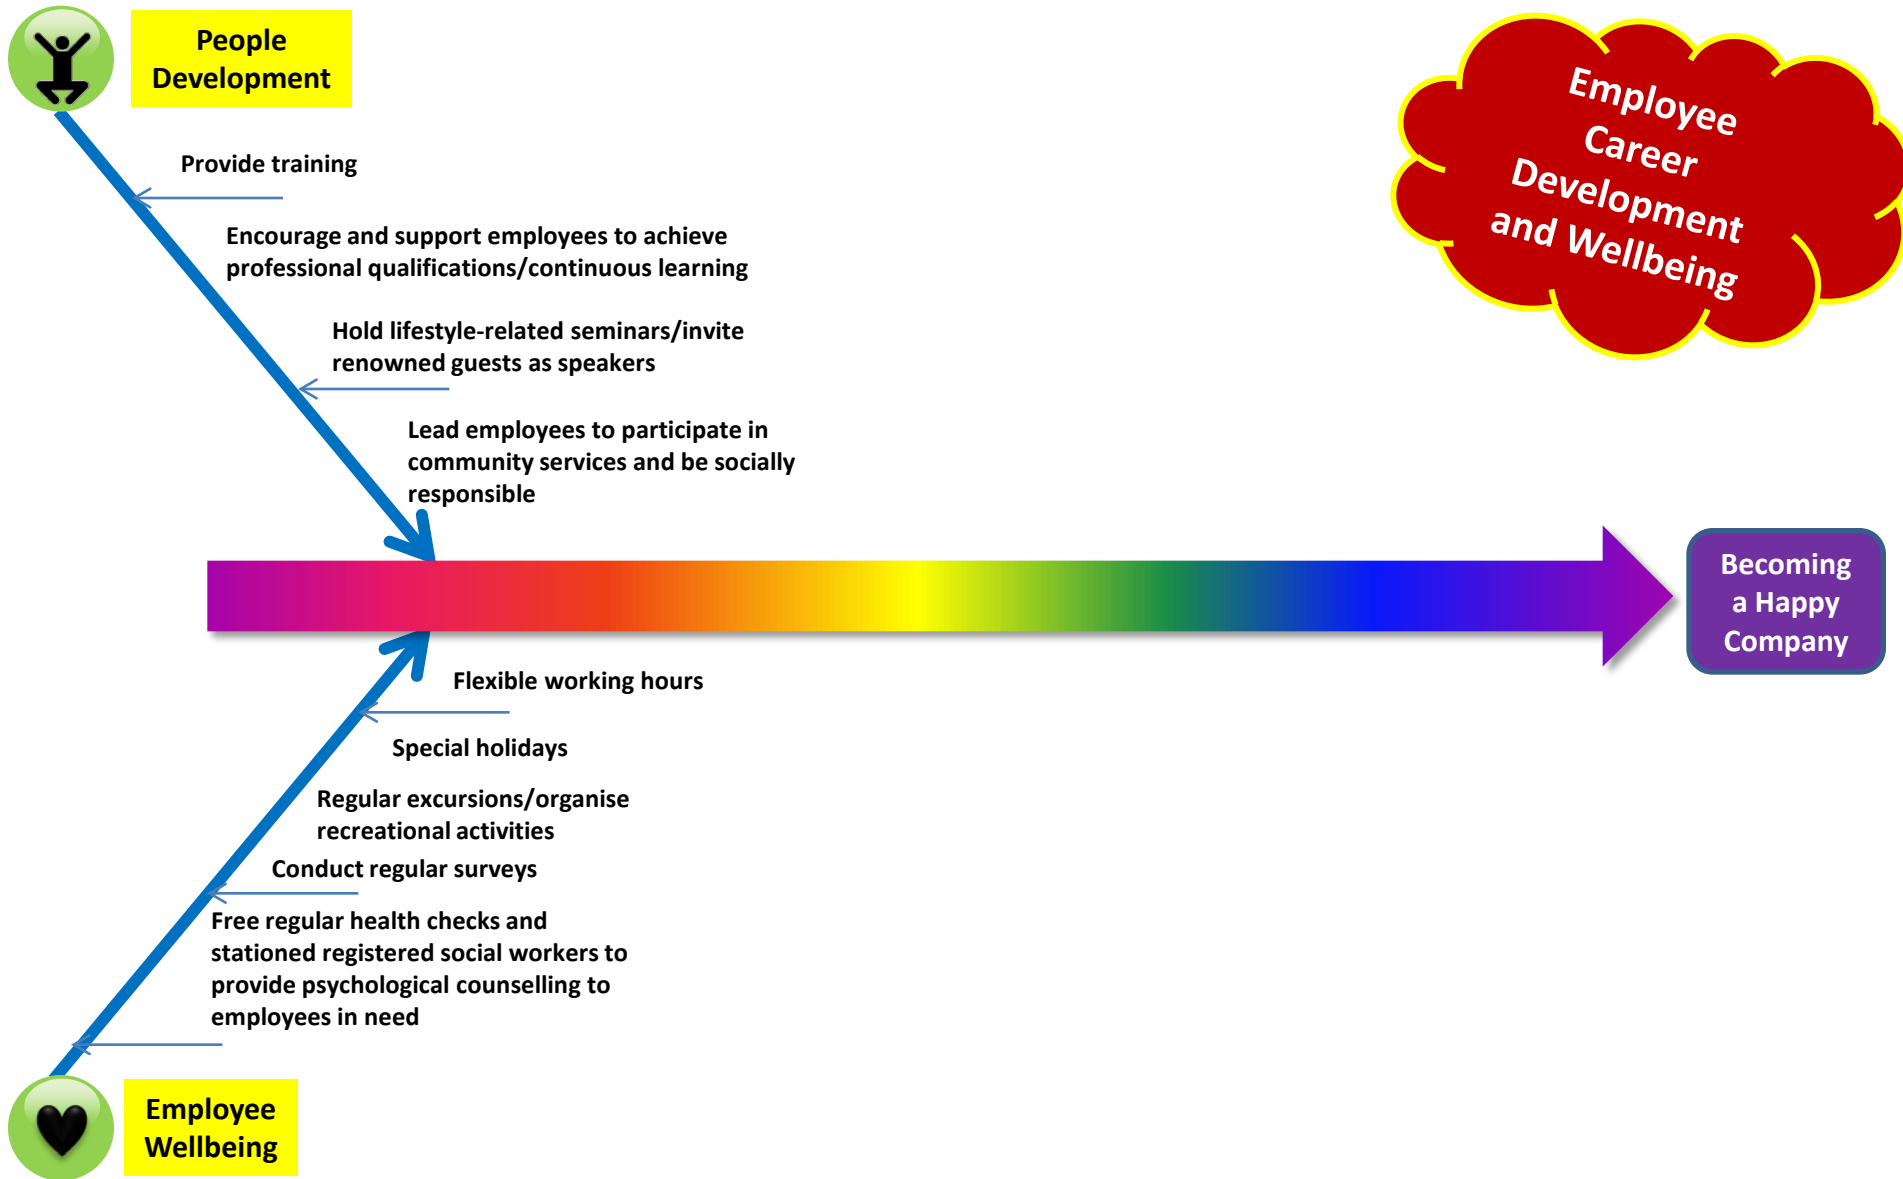 People
Development
Employee
Career
Development
and Wellbeing
Provide training
Encourage and support employees to achieve
professional qualifications/continuous learning
Hold lifestyle-related seminars/invite
renowned guests as speakers
Lead employees to participate in
community services and be socially
responsible
Becoming
a Happy
Company
Flexible working hours
Special holidays
Regular excursions/organise
recreational activities
Conduct regular surveys
Free regular health checks and
stationed registered social workers to
provide psychological counselling to
employees in need
Employee
Wellbeing